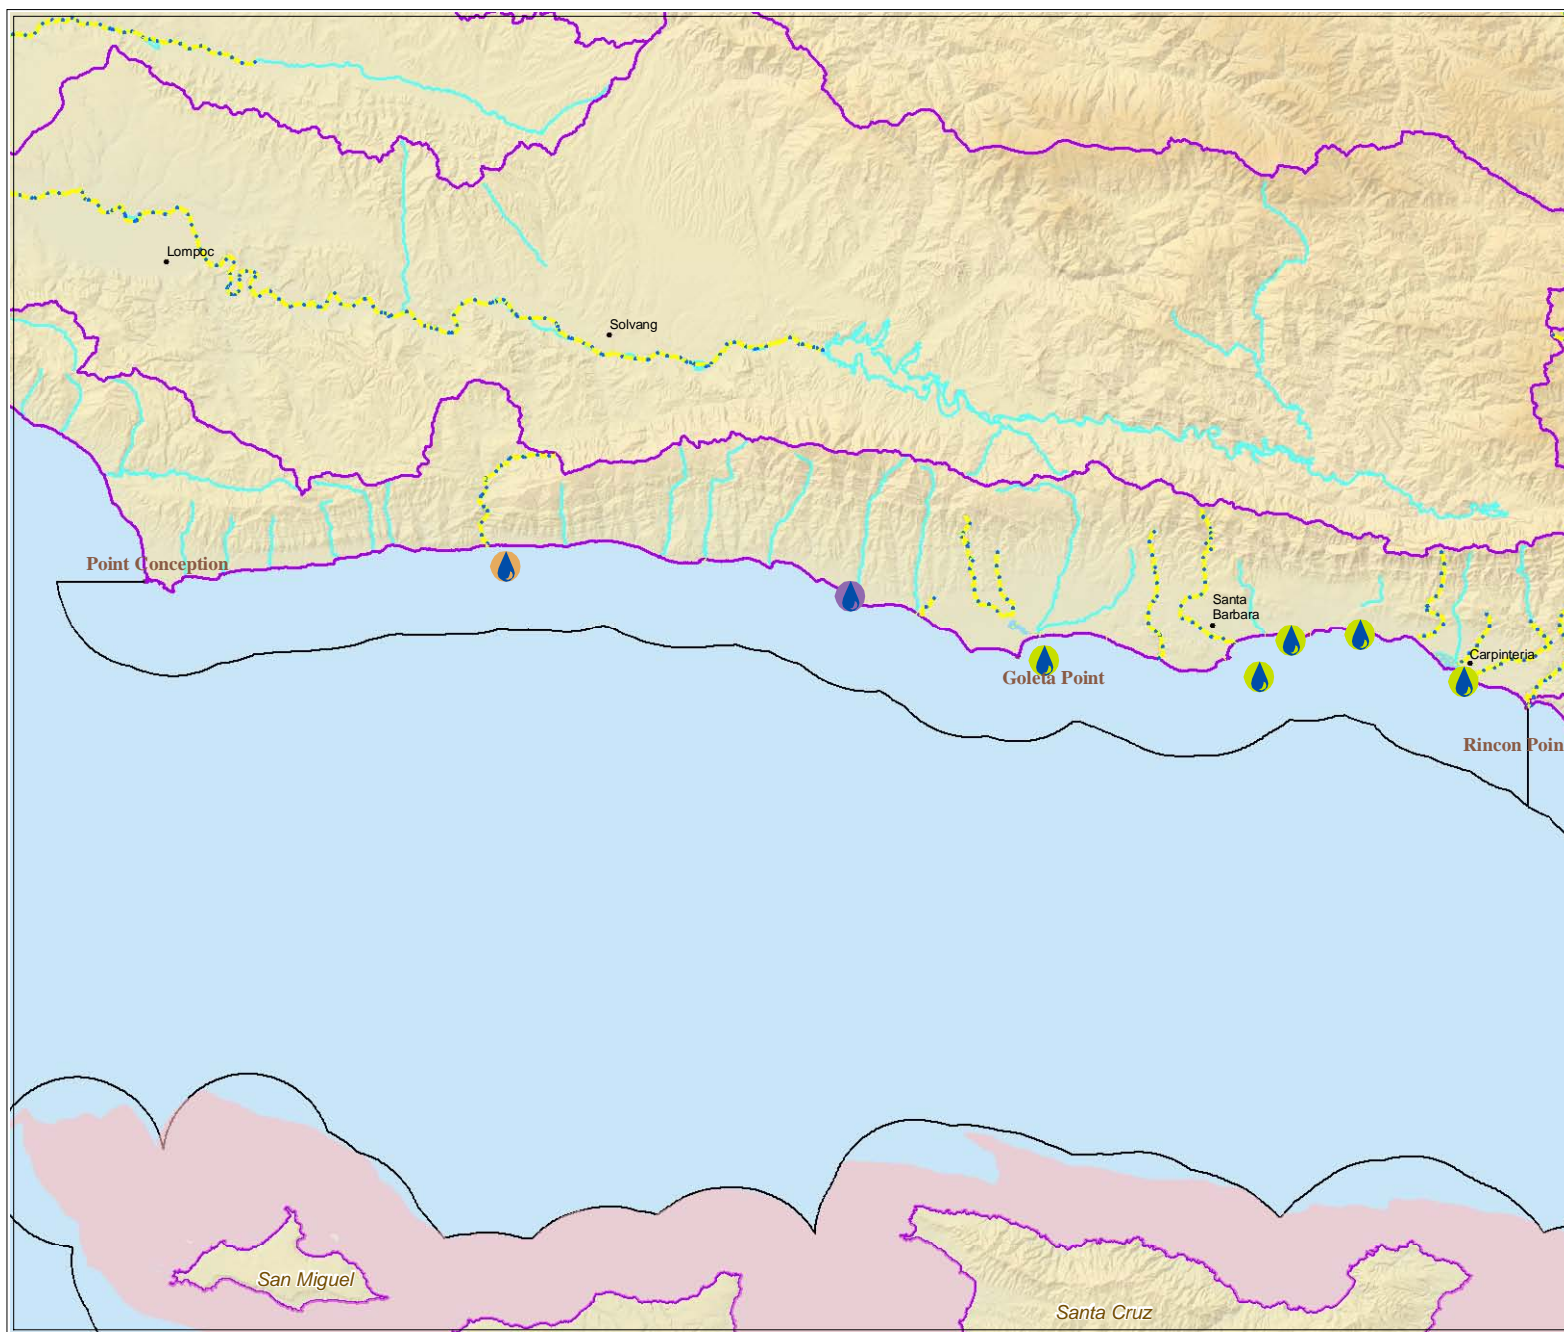 Lompoc
Solvang
Point Conception
Santa
Barbara
Carpinteria
Goleta Point
Rincon Poin
San Miguel
Santa Cruz